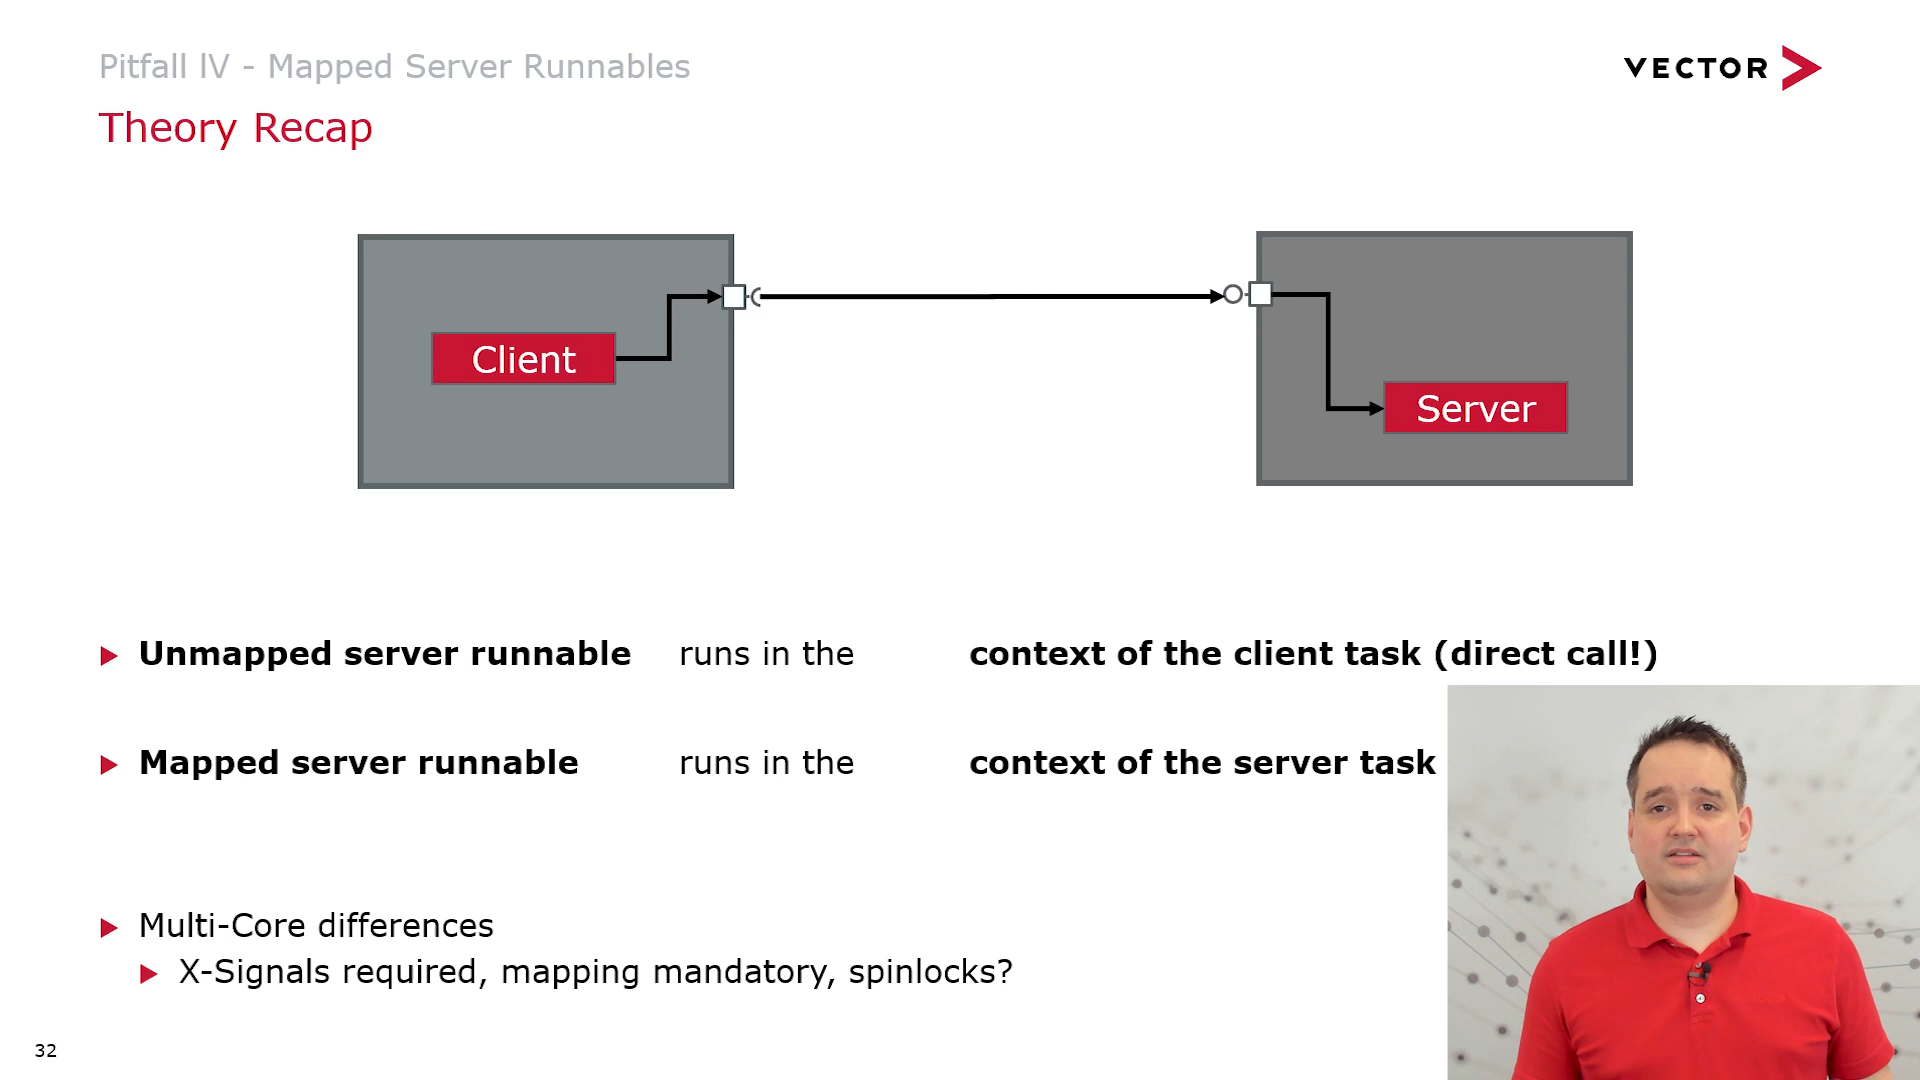 Pitfall lV - Mapped Server Runnables
VECTOR
Theory Recap
Client
Server
Unmapped server runnable runs in the context of the client task (direct call!)
Mapped server runnable runs in the context of the server task
Multi-Core differences
X-Signals required, mapping mandatory, spinlocks?
32